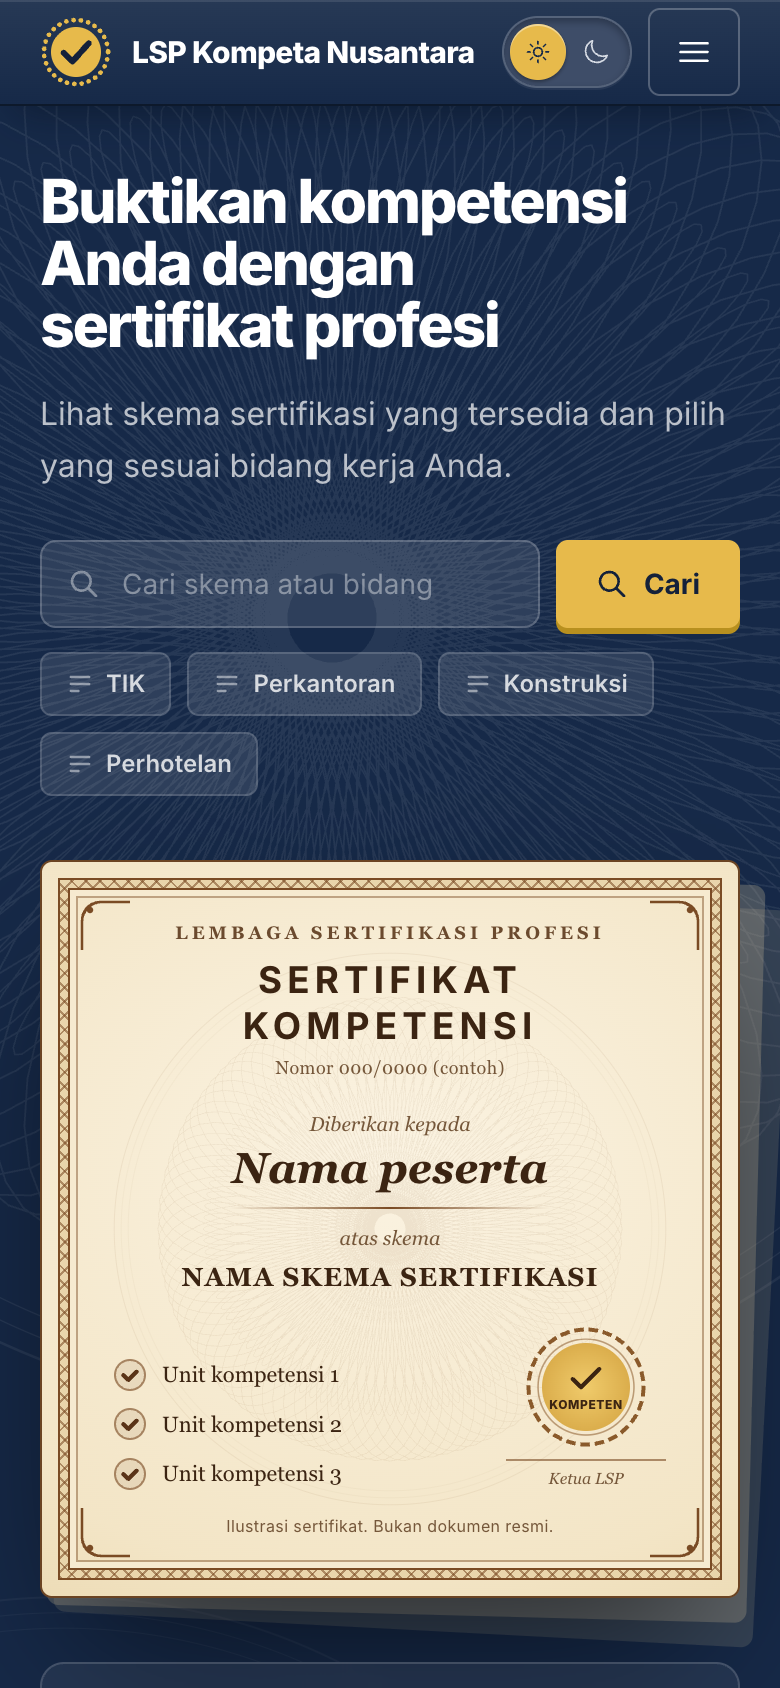 LSP Kompeta Nusantara
Buktikan kompetensi
Anda dengan
sertifikat profesi
Lihat skema sertifikasi yang tersedia dan pilih
yang sesuai bidang kerja Anda.
Cari skema atau bidang
Cari
TIK
Perkantoran
Konstruksi
Perhotelan
LEMBAGA SERTIFIKASI PROFESI
SERTIFIKAT
KOMPETENSI
Nomor 000/0000 (contoh)
Diberikan kepada
Nama peserta
atas skema
NAMA SKEMA SERTIFIKASI
Unit kompetensi 1
Unit kompetensi 2
Unit kompetensi 3
KOMPETEN
Ketua LSP
Ilustrasi sertifikat. Bukan dokumen resmi.